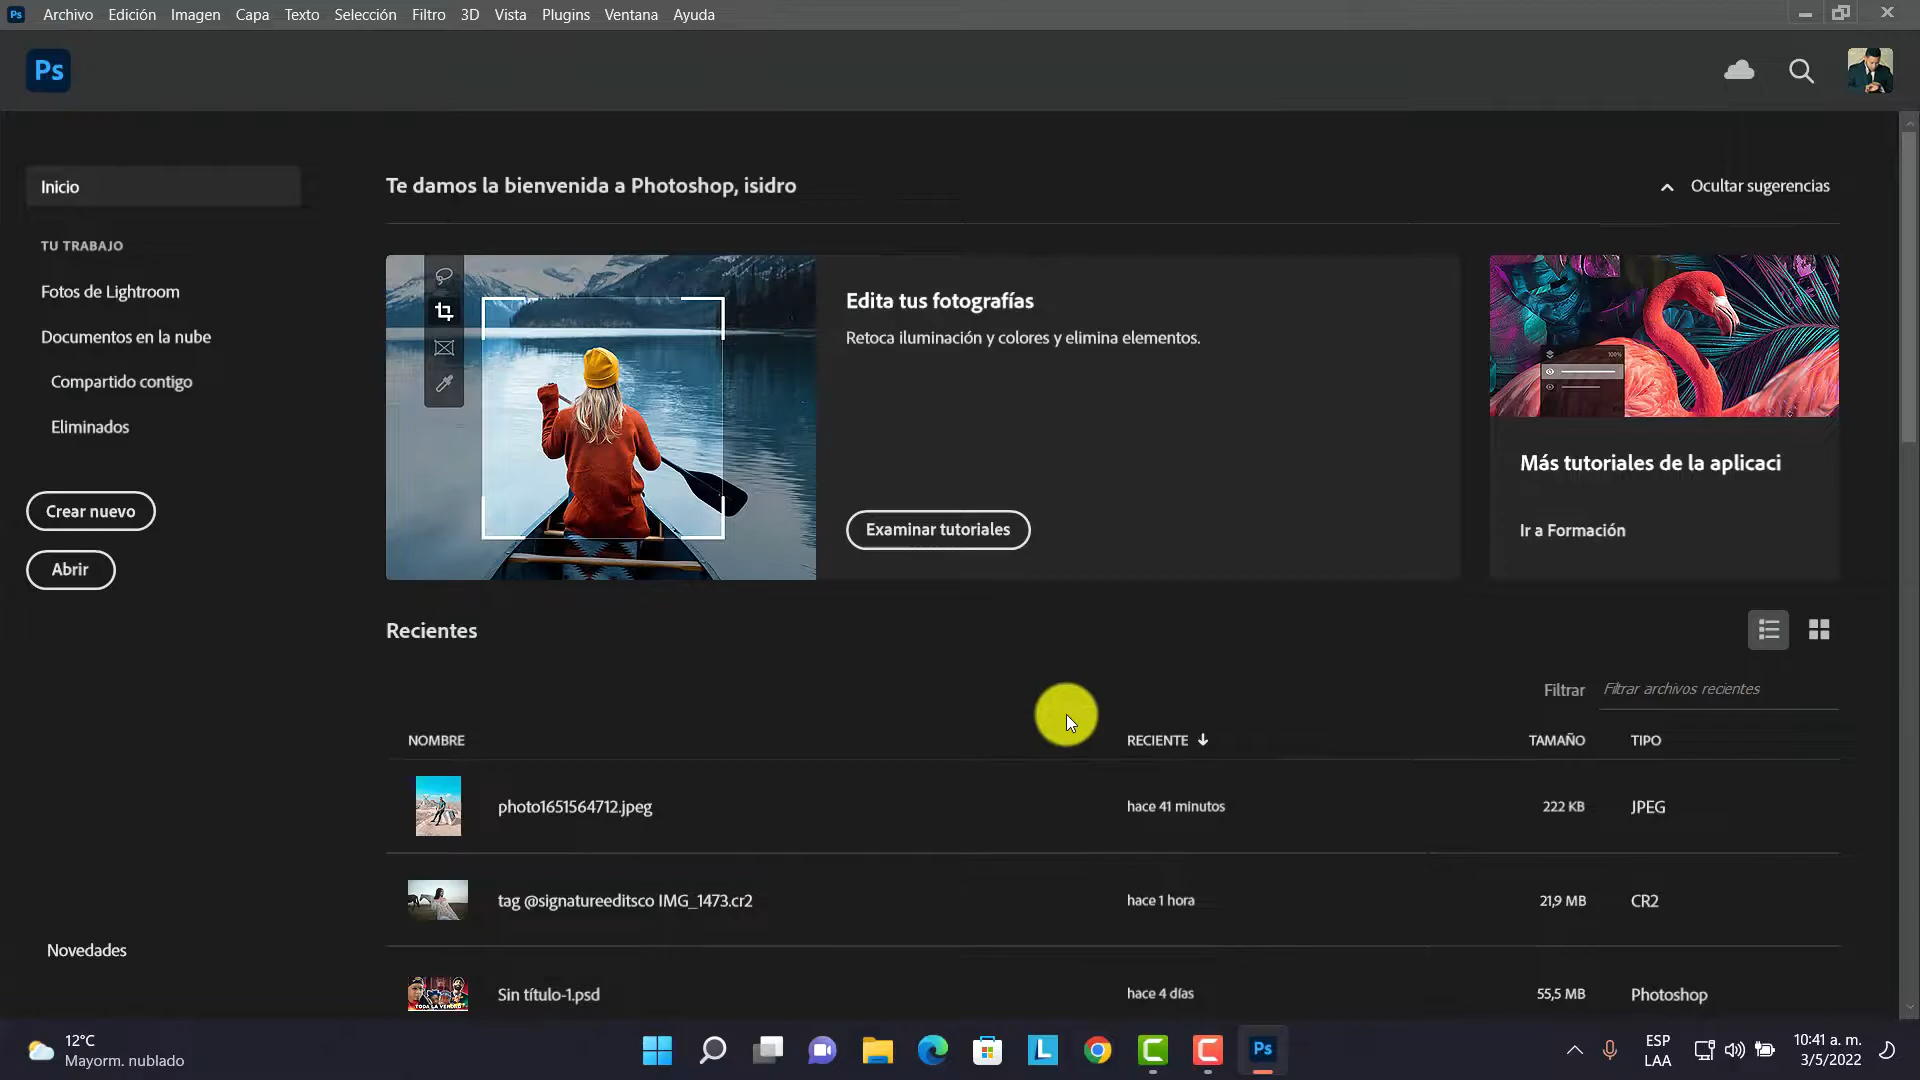 Ps Archivo Edición Imagen Capa Texto Selección Filtro 3D Vista Plugins Ventana Ayuda
Ps
Inicio
Te damos la bienvenida a Photoshop, isidro
Ocultar sugerencias
TU TRABAJO
Fotos de Lightroom
Documentos en la nube
Compartido contigo
Eliminados
Crear nuevo
Abrir
Edita tus fotografías
Retoca iluminación y colores y elimina elementos.
Examinar tutoriales
100%
Más tutoriales de la aplicaci
Ir a Formación
Recientes
Filtrar Filtrar archivos recientes
NOMBRE RECIENTE TAMAÑO TIPO
photo1651564712.jpeg hace 41 minutos 222 KB JPEG
tag @signatureeditsco IMG_1473.cr2 hace 1 hora 21,9 MB CR2
TODA LA VERDAD
Sin título-1.psd hace 4 días 55,5 MB Photoshop
Novedades
12°C
Mayorm. nublado
L
C
C
Ps
ESP
LAA
10:41 a. m.
3/5/2022